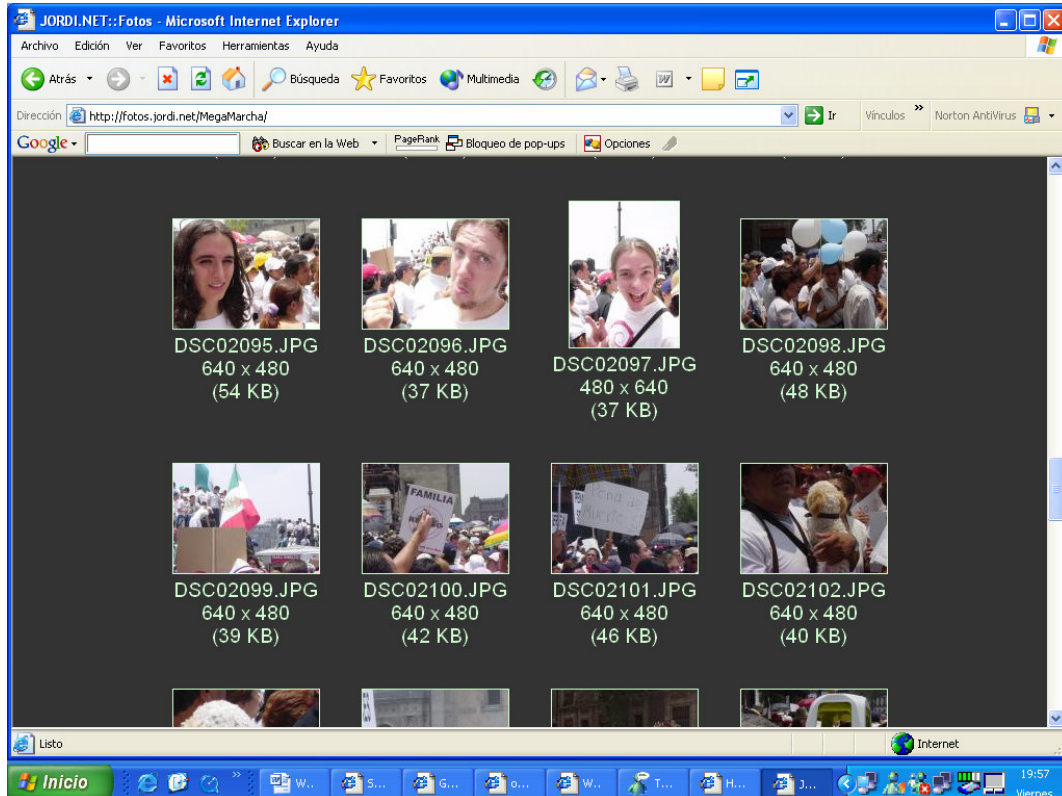 JORDI.NET::Fotos - Microsoft Internet Explorer
Archivo Edición Ver Favoritos Herramientas Ayuda
Atrás Búsqueda Favoritos Multimedia
Dirección http://fotos.jordi.net/MegaMarcha/ Ir Vínculos Norton AntiVirus
Google Buscar en la Web PageRank Bloqueo de pop-ups Opciones
DSC02095.JPG DSC02096.JPG DSC02097.JPG DSC02098.JPG
640 x 480 640 x 480 480 x 640 640 x 480
(54 KB) (37 KB) (37 KB) (48 KB)
FAMILIA
Pena de
Muerte
DSC02099.JPG DSC02100.JPG DSC02101.JPG DSC02102.JPG
640 x 480 640 x 480 640 x 480 640 x 480
(39 KB) (42 KB) (46 KB) (40 KB)
Listo Internet
Inicio W... S... G... o... W... T... H... J... 19:57
Viernes